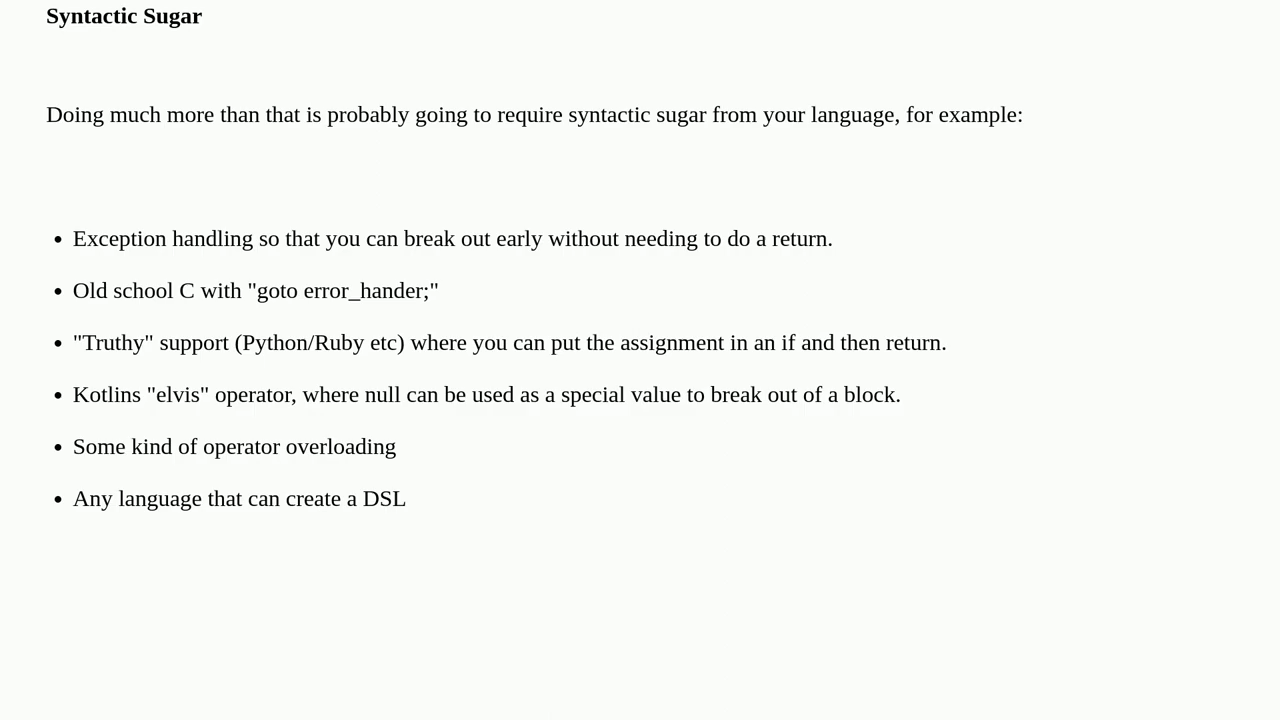 Syntactic Sugar
Doing much more than that is probably going to require syntactic sugar from your language, for example:
• Exception handling so that you can break out early without needing to do a return.
• Old school C with "goto error_hander;"
• "Truthy" support (Python/Ruby etc) where you can put the assignment in an if and then return.
• Kotlins "elvis" operator, where null can be used as a special value to break out of a block.
• Some kind of operator overloading
• Any language that can create a DSL